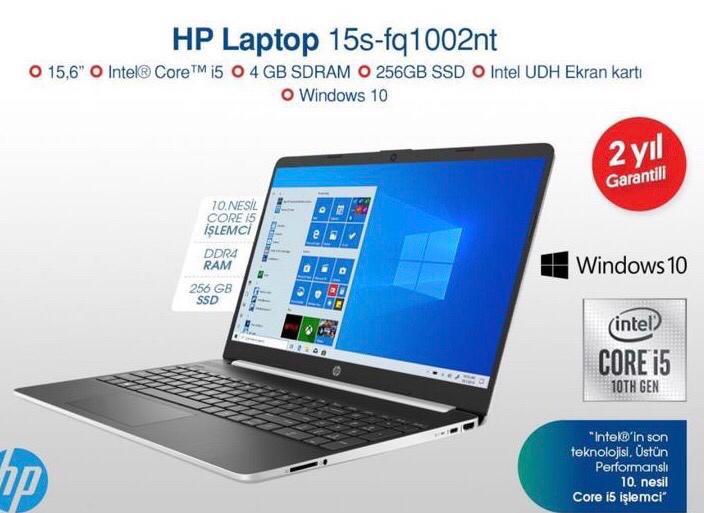 HP Laptop 15s-fq1002nt
15,6" Intel® Core™ i5 4 GB SDRAM 256GB SSD Intel UDH Ekran kartı
Windows 10
2 yıl
Garantili
10.NESİL
CORE İ5
İŞLEMCİ
DDR4
RAM
256 GB
SSD
Windows 10
intel
CORE i5
10TH GEN
"Intel®'in son
teknolojisi, Üstün
Performanslı
10. nesil
Core i5 işlemci"
hp
hp